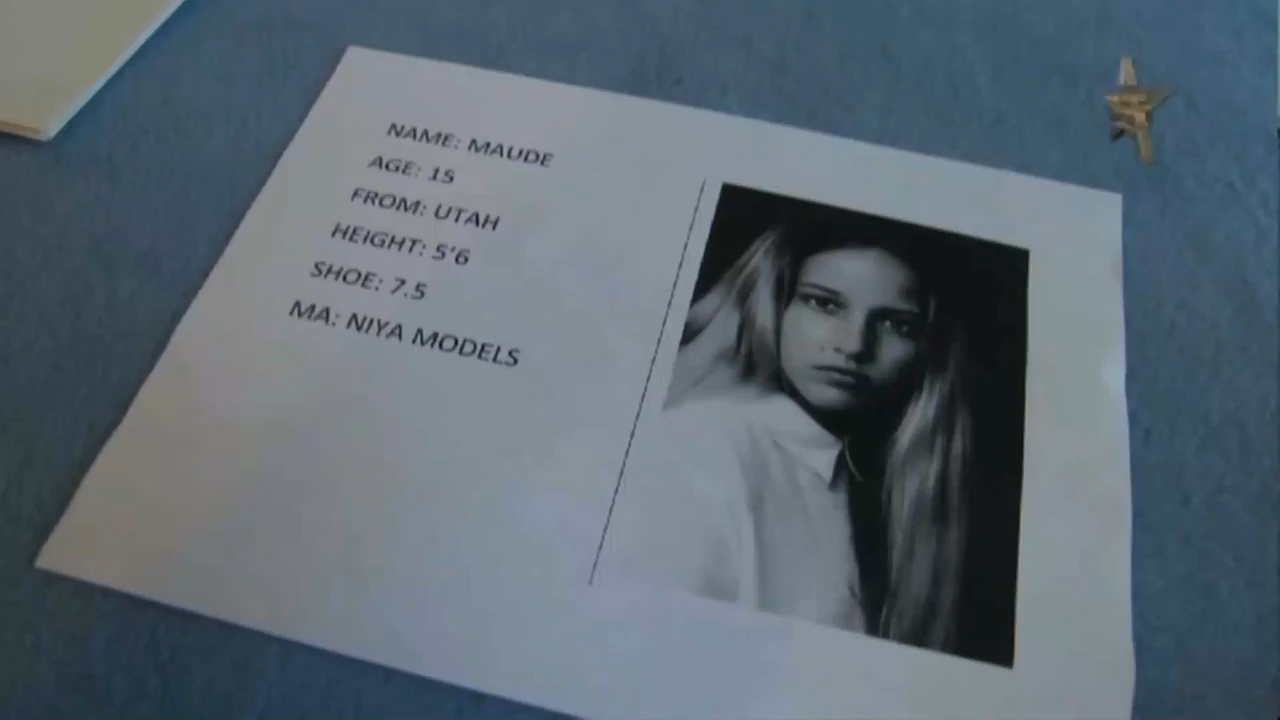 NAME: MAUDE
AGE: 15
FROM: UTAH
HEIGHT: 5'6
SHOE: 7.5
MA: NIYA MODELS